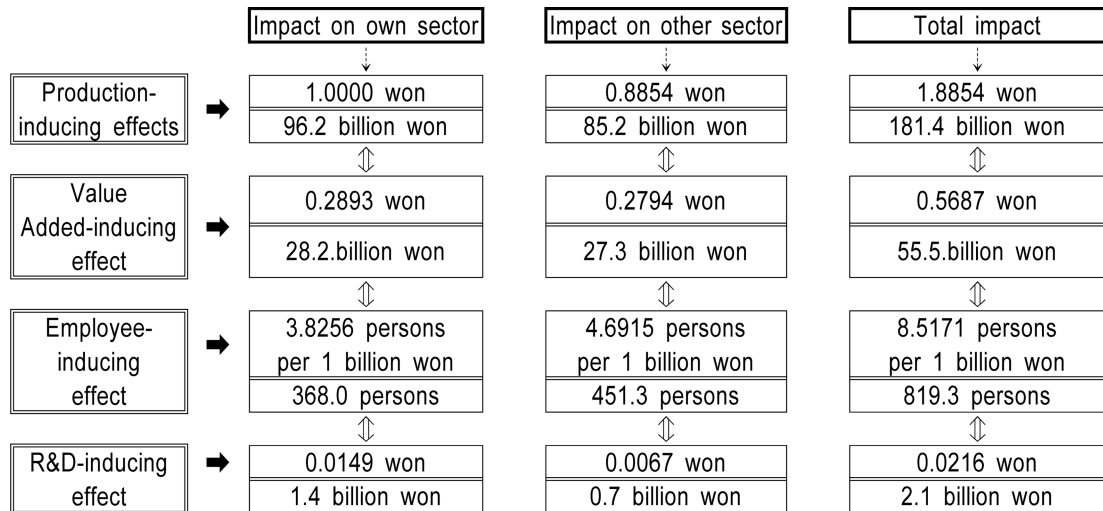 Impact on own sector
Impact on other sector
Total impact
Production-
inducing effects
1.0000 won
96.2 billion won
0.8854 won
85.2 billion won
1.8854 won
181.4 billion won
Value
Added-inducing
effect
0.2893 won
28.2.billion won
0.2794 won
27.3 billion won
0.5687 won
55.5.billion won
Employee-
inducing
effect
3.8256 persons
per 1 billion won
368.0 persons
4.6915 persons
per 1 billion won
451.3 persons
8.5171 persons
per 1 billion won
819.3 persons
R&D-inducing
effect
0.0149 won
1.4 billion won
0.0067 won
0.7 billion won
0.0216 won
2.1 billion won